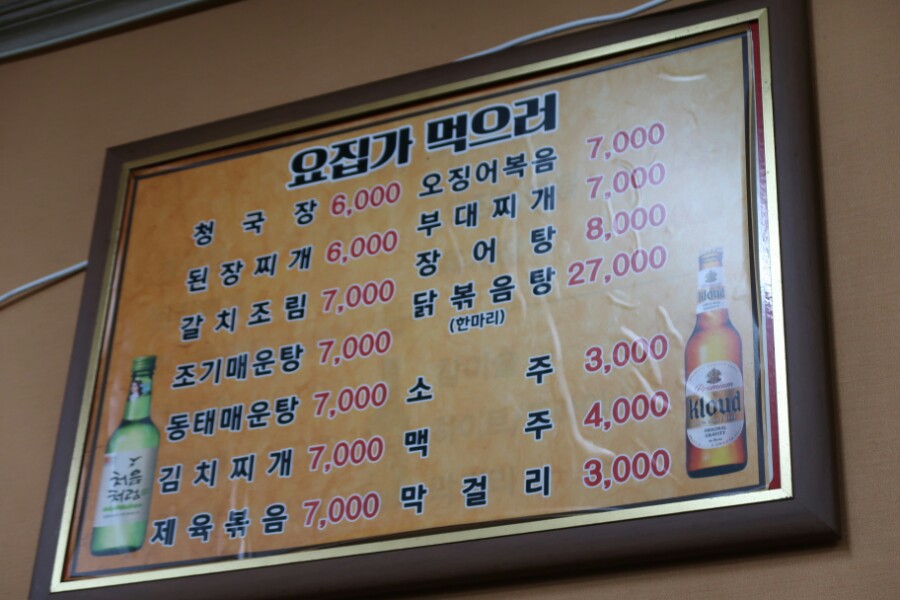 요집가 먹으러
청국장 6,000
된장찌개 6,000
갈치조림 7,000
조기매운탕 7,000
동태매운탕 7,000
김치찌개 7,000
제육볶음 7,000
오징어볶음 7,000
부대찌개 7,000
장어탕 8,000
닭볶음탕 27,000
(한마리)
소주 3,000
맥주 4,000
막걸리 3,000
처음
처럼
kloud
Kloud
ORIGINAL
GRAVITY